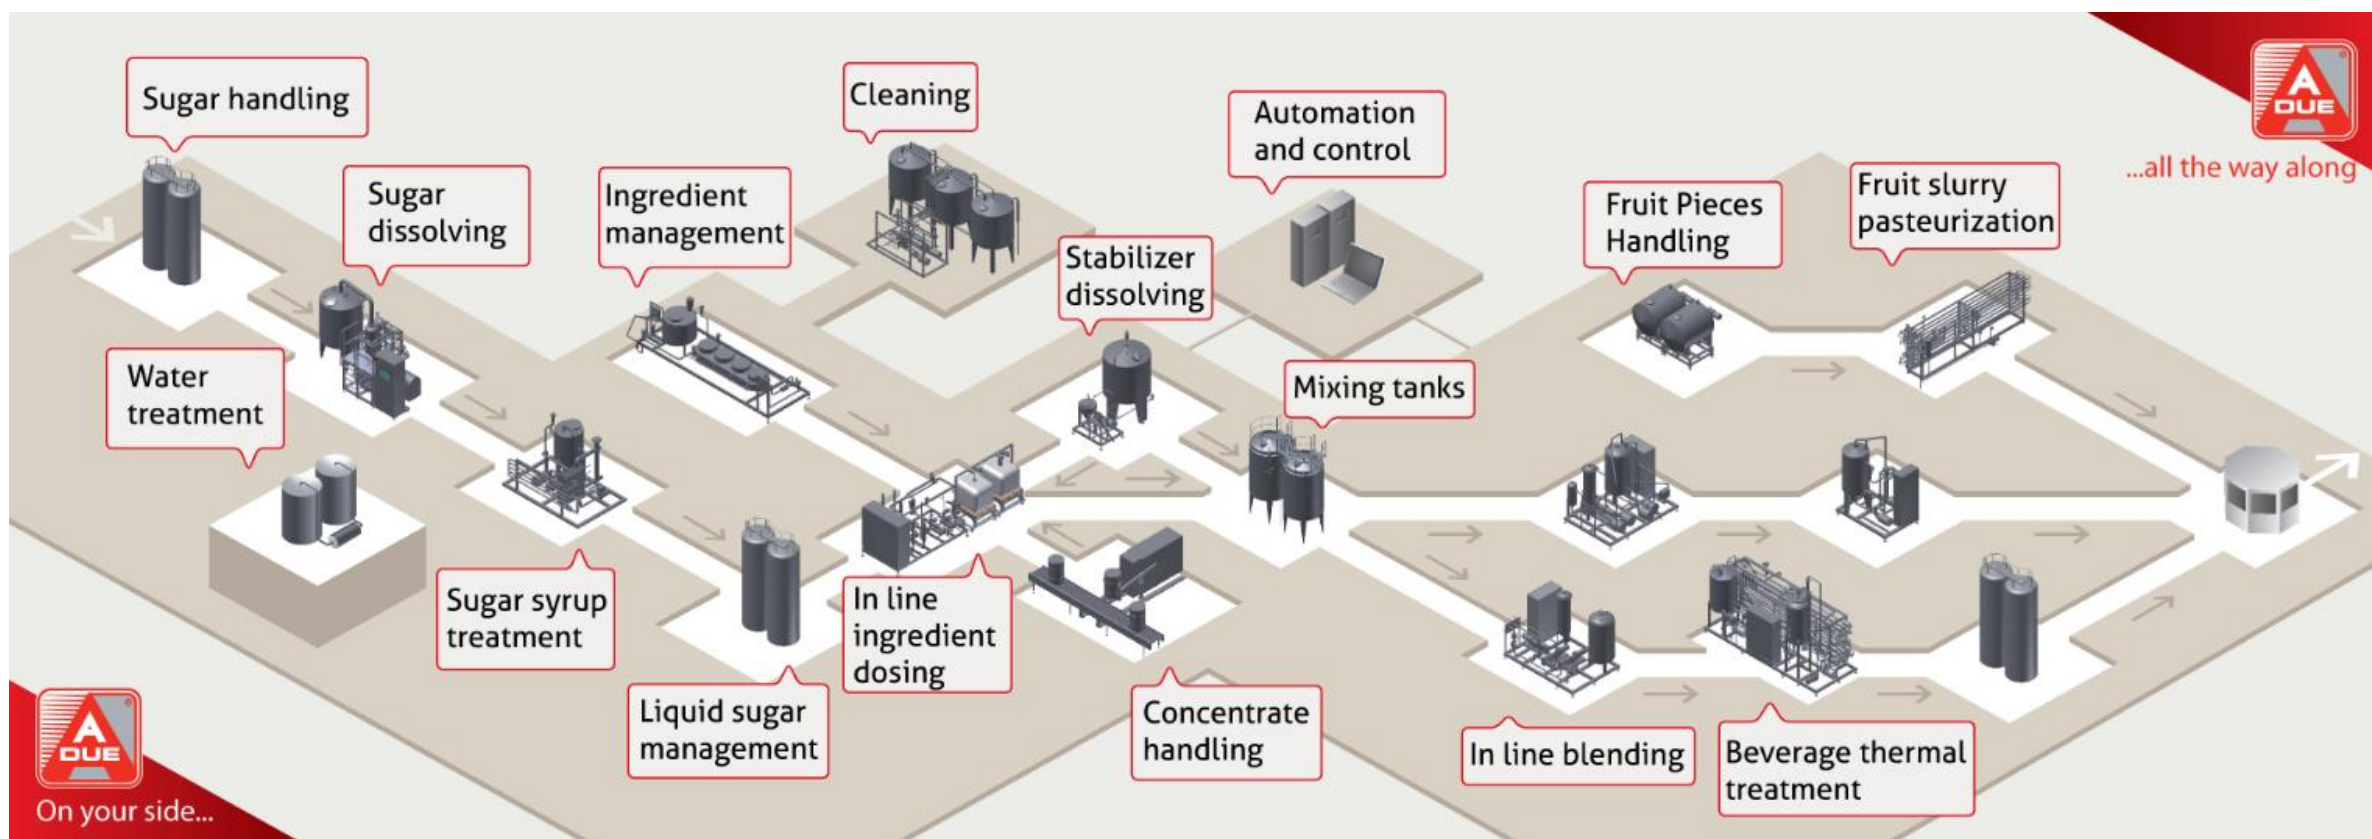 Sugar handling
Cleaning
Automation
and control
A
DUE
®
...all the way along
Sugar
dissolving
Ingredient
management
Stabilizer
dissolving
Fruit Pieces
Handling
Fruit slurry
pasteurization
Water
treatment
Mixing tanks
Sugar syrup
treatment
In line
ingredient
dosing
Liquid sugar
management
Concentrate
handling
In line blending
Beverage thermal
treatment
A
DUE
®
On your side...